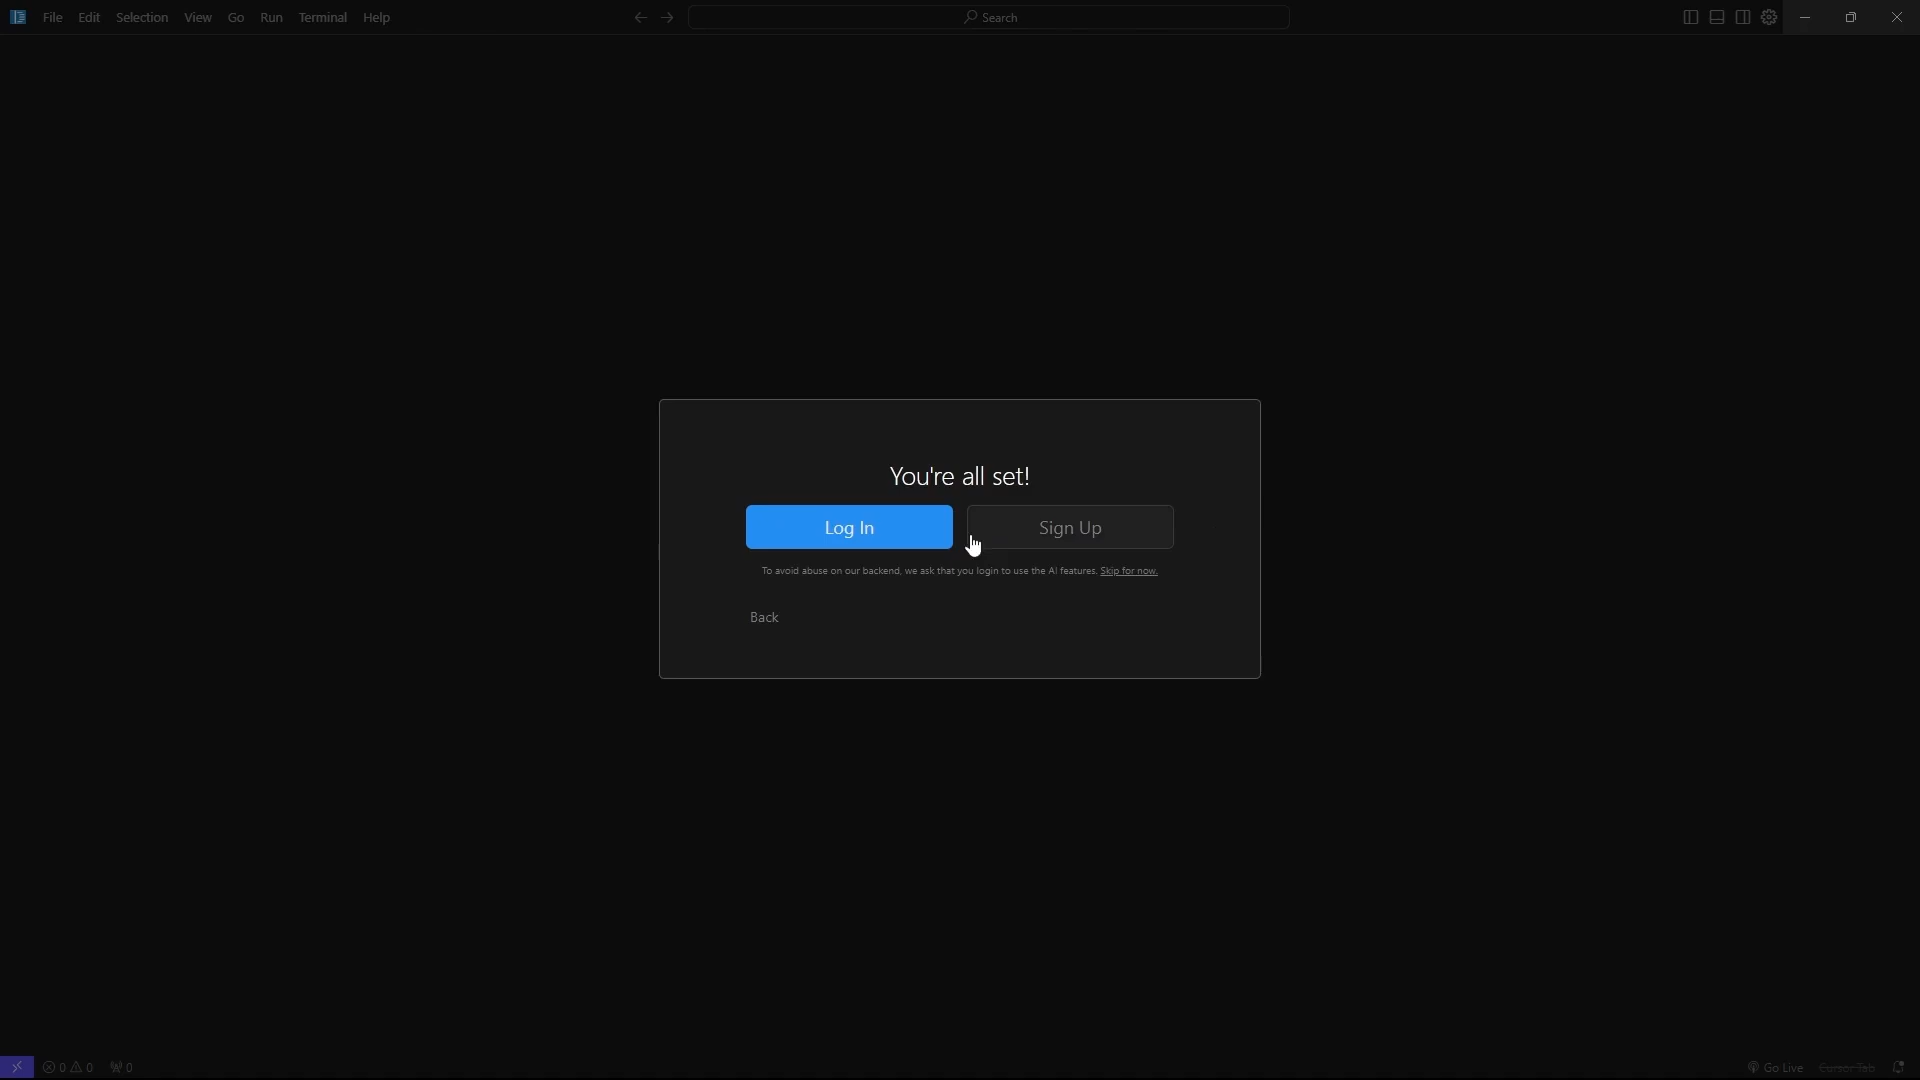 File Edit Selection View Go Run Terminal Help
Search
You're all set!
Log In
Sign Up
To avoid abuse on our backend, we ask that you login to use the AI features. Skip for now.
Back
0 0 0
Go Live Cursor Tab